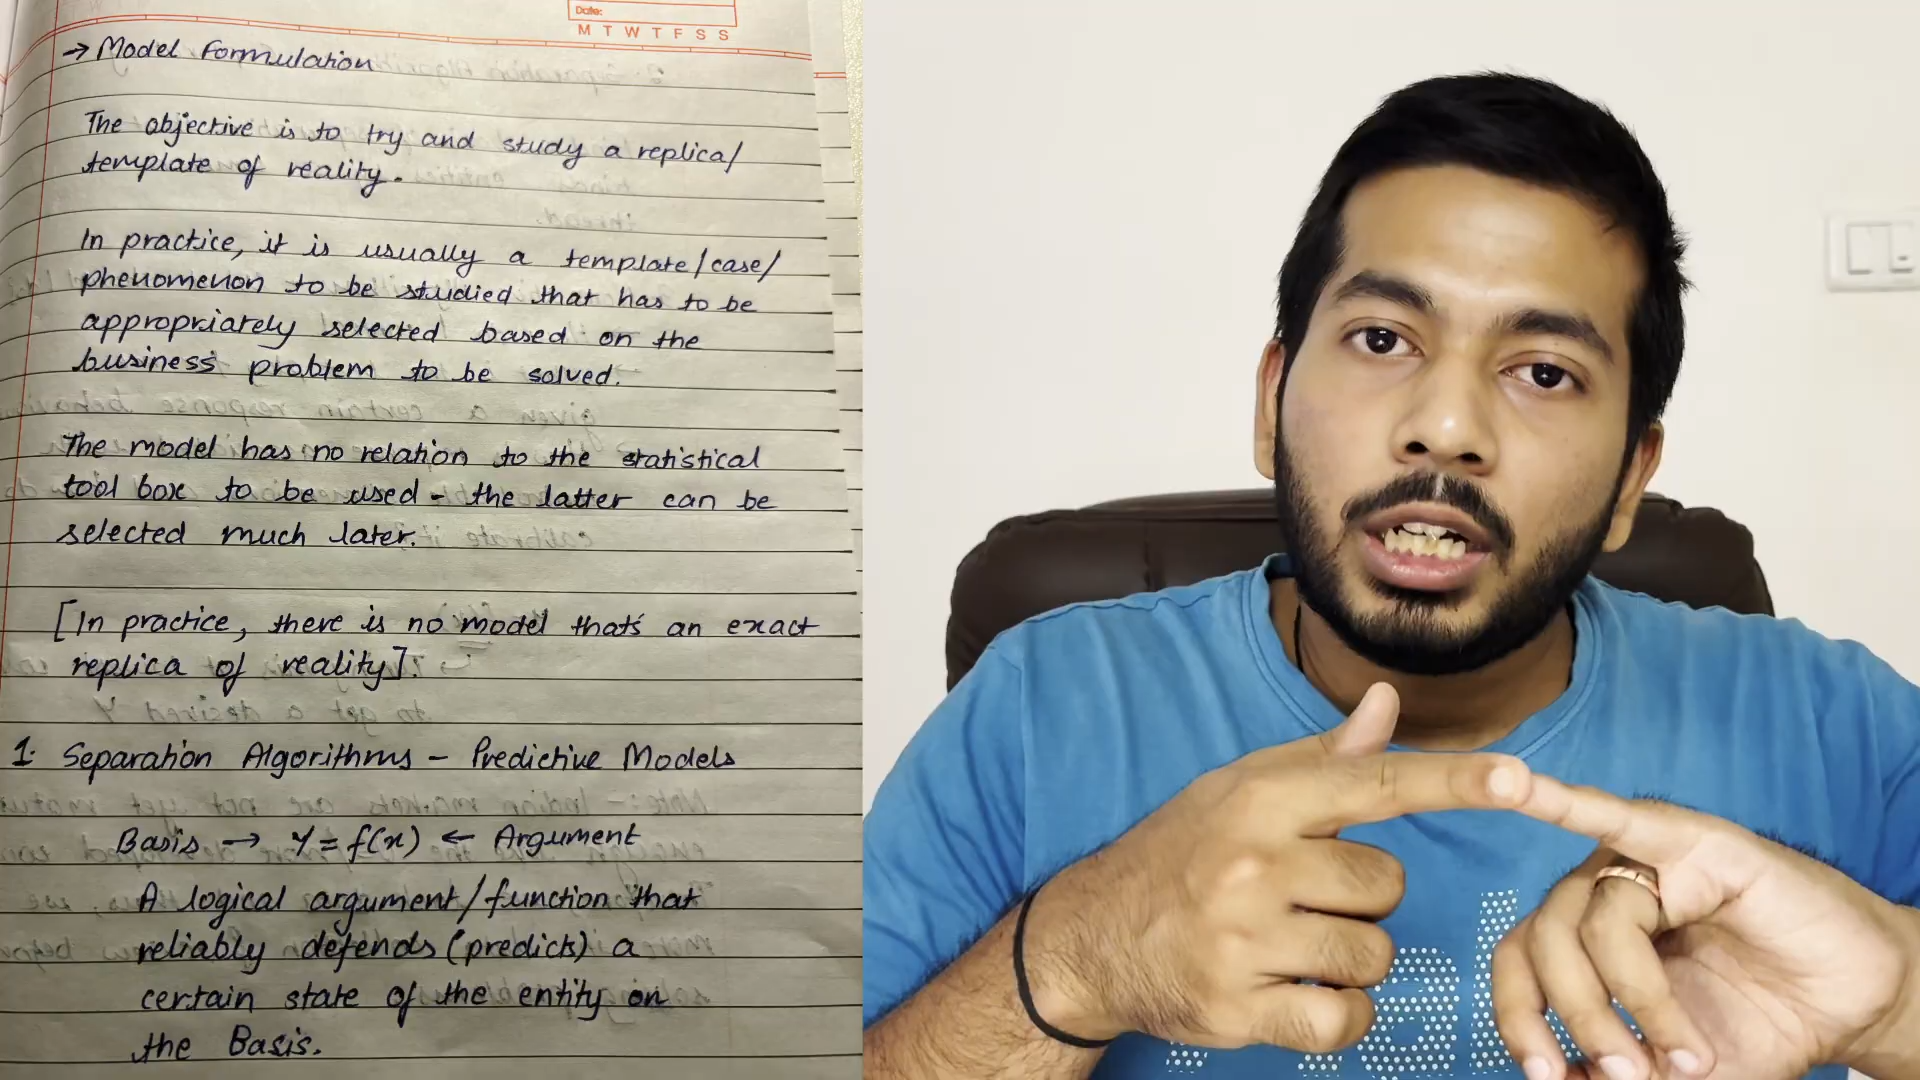 Date:
M T W T F S S
→ Model Formulation
The objective is to try and study a replica/
template of reality.
In practice, it is usually a template/case/
phenomenon to be studied that has to be
appropriately selected based on the
business problem to be solved.
The model has no relation to the statistical
tool box to be used - the latter can be
selected much later.
[In practice, there is no model that's an exact
replica of reality].
1. Separation Algorithms - Predictive Models
Basis → Y = f(x) ← Argument
A logical argument/function that
reliably defends (predicts) a
certain state of the entity on
the Basis.